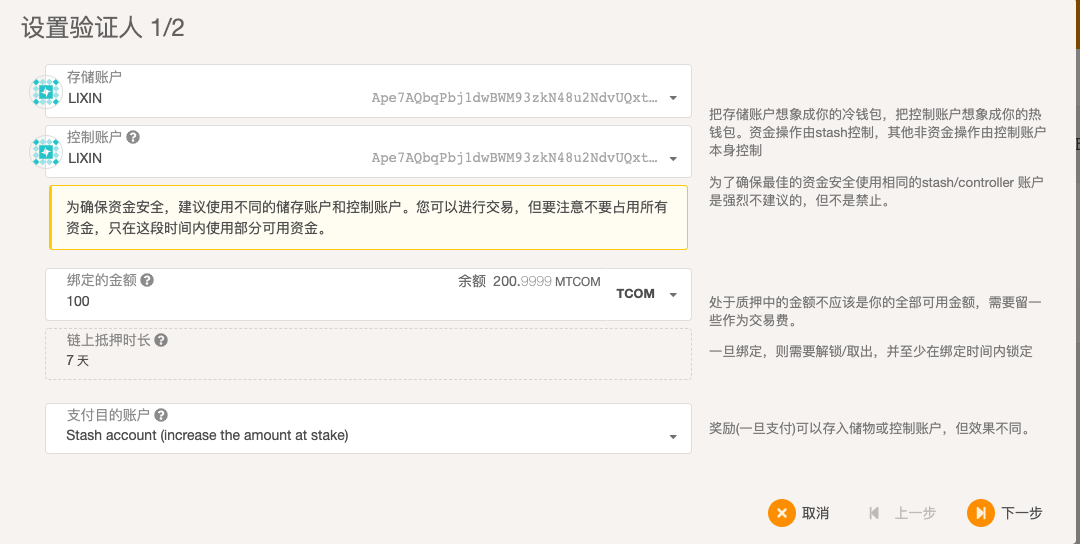 设置验证人 1/2
存储账户
LIXIN Ape7AQbqPbj1dwBWM93zkN48u2NdvUQxt…
控制账户
LIXIN Ape7AQbqPbj1dwBWM93zkN48u2NdvUQxt…
把存储账户想象成你的冷钱包，把控制账户想象成你的热
钱包。资金操作由stash控制，其他非资金操作由控制账户
本身控制
为了确保最佳的资金安全使用相同的stash/controller 账户
是强烈不建议的，但不是禁止。
为确保资金安全，建议使用不同的储存账户和控制账户。您可以进行交易，但要注意不要占用所有
资金，只在这段时间内使用部分可用资金。
绑定的金额 余额 200.9999 MTCOM
100 TCOM
链上抵押时长
7 天
处于质押中的金额不应该是你的全部可用金额，需要留一
些作为交易费。
一旦绑定，则需要解锁/取出，并至少在绑定时间内锁定
支付目的账户
Stash account (increase the amount at stake)
奖励(一旦支付)可以存入储物或控制账户，但效果不同。
取消 上一步 下一步